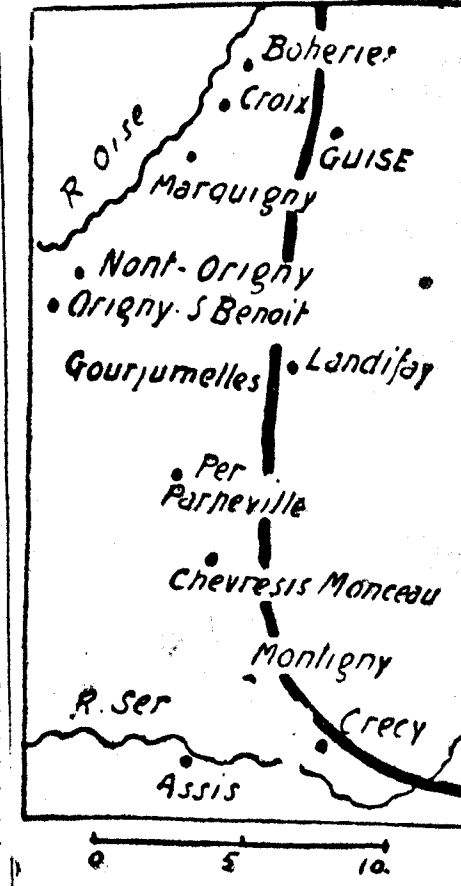 Boheries
Croix
R Oise
GUISE
Marquigny
Nont-Origny
Origny. S Benoit
Gourjumelles
Landifay
Per
Parneville
Chevresis Monceau
Montigny
R. Ser
Crecy
Assis
0. 5 10.